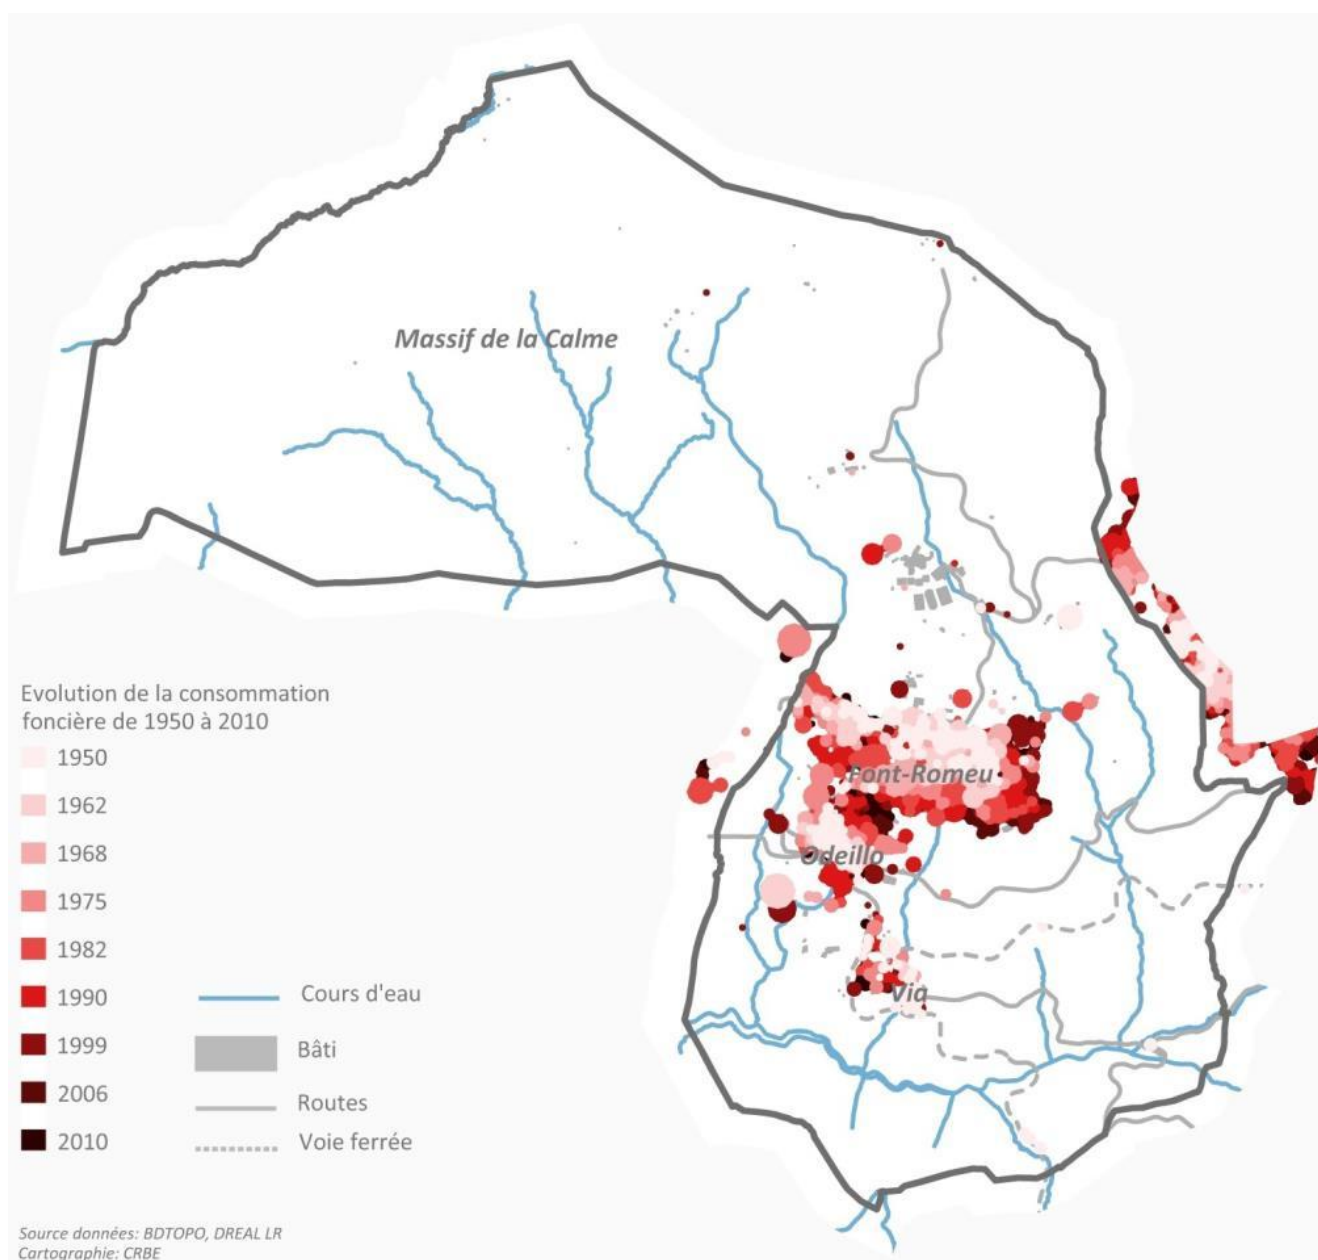 Massif de la Calme
Font-Romeu
Odeillo
Via
Evolution de la consommation
foncière de 1950 à 2010
1950
1962
1968
1975
1982
1990
1999
2006
2010
Cours d'eau
Bâti
Routes
Voie ferrée
Source données: BDTOPO, DREAL LR
Cartographie: CRBE